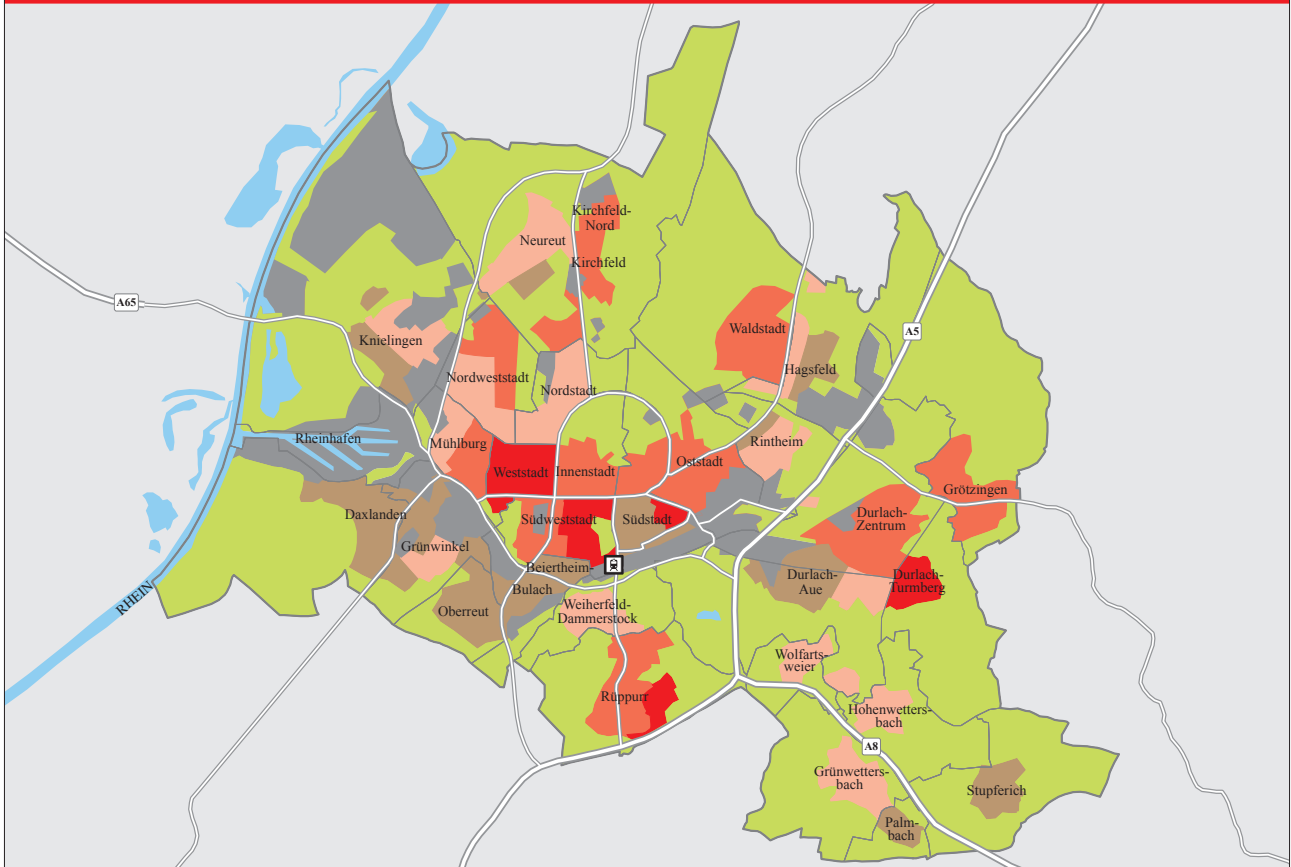 Kirchfeld-
Nord
Neureut
Kirchfeld
A65
A5
Waldstadt
Knielingen
Hagsfeld
Nordweststadt
Nordstadt
Rheinhafen
Mühlburg
Rintheim
Weststadt
Innenstadt
Oststadt
Grötzingen
Daxlanden
Südweststadt
Südstadt
Durlach-
Zentrum
Grünwinkel
Beiertheim-
Bulach
Durlach-
Aue
Durlach-
Turmberg
RHEIN
Oberreut
Weiherfeld-
Dammerstock
Wolfarts-
weier
Rüppurr
Hohenwetters-
bach
A8
Grünwetters-
bach
Stupferich
Palm-
bach